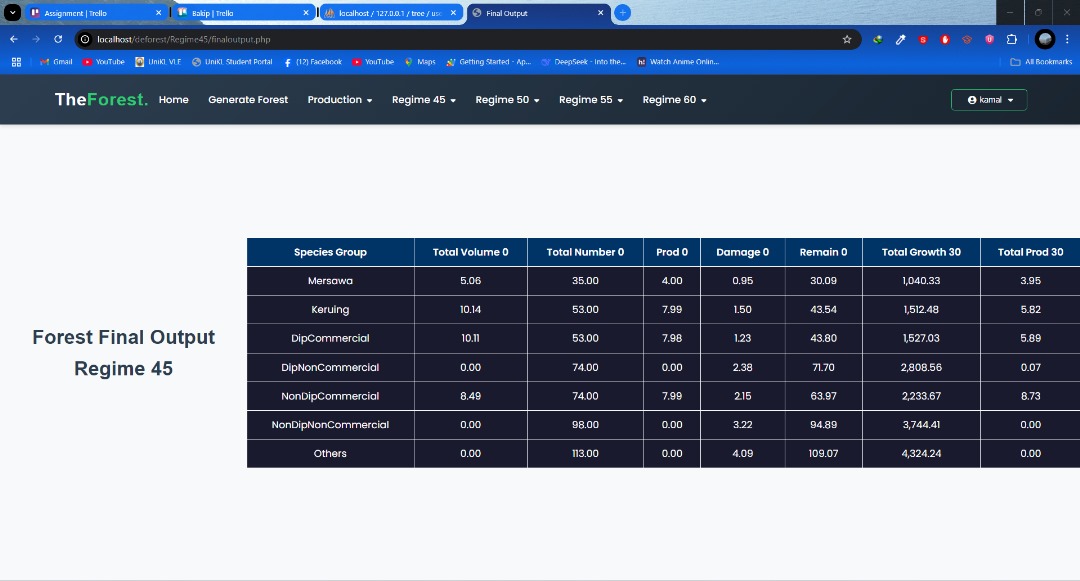 Assignment | Trello
Bakip | Trello
localhost / 127.0.0.1 / tree / us
Final Output
localhost/deforest/Regime45/finaloutput.php
Gmail YouTube UniKL VLE UniKL Student Portal (12) Facebook YouTube Maps Getting Started - Ap... DeepSeek - Into the... Watch Anime Onlin... All Bookmarks
TheForest. Home Generate Forest Production Regime 45 Regime 50 Regime 55 Regime 60 kamal
Forest Final Output
Regime 45
Species Group Total Volume 0 Total Number 0 Prod 0 Damage 0 Remain 0 Total Growth 30 Total Prod 30
Mersawa 5.06 35.00 4.00 0.95 30.09 1,040.33 3.95
Keruing 10.14 53.00 7.99 1.50 43.54 1,512.48 5.82
DipCommercial 10.11 53.00 7.98 1.23 43.80 1,527.03 5.89
DipNonCommercial 0.00 74.00 0.00 2.38 71.70 2,808.56 0.07
NonDipCommercial 8.49 74.00 7.99 2.15 63.97 2,233.67 8.73
NonDipNonCommercial 0.00 98.00 0.00 3.22 94.89 3,744.41 0.00
Others 0.00 113.00 0.00 4.09 109.07 4,324.24 0.00